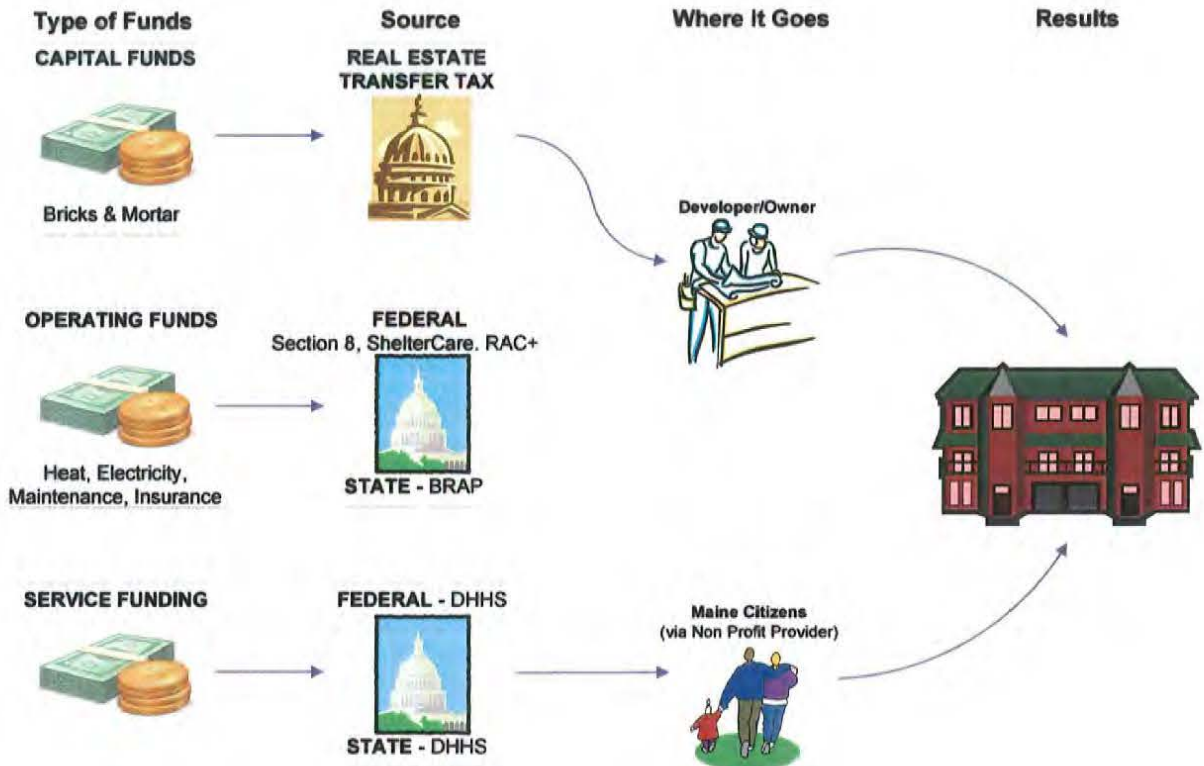 Type of Funds
Source
Where It Goes
Results
CAPITAL FUNDS
REAL ESTATE
TRANSFER TAX
Bricks & Mortar
Developer/Owner
OPERATING FUNDS
FEDERAL
Section 8, ShelterCare. RAC+
Heat, Electricity,
Maintenance, Insurance
STATE - BRAP
SERVICE FUNDING
FEDERAL - DHHS
Maine Citizens
(via Non Profit Provider)
STATE - DHHS